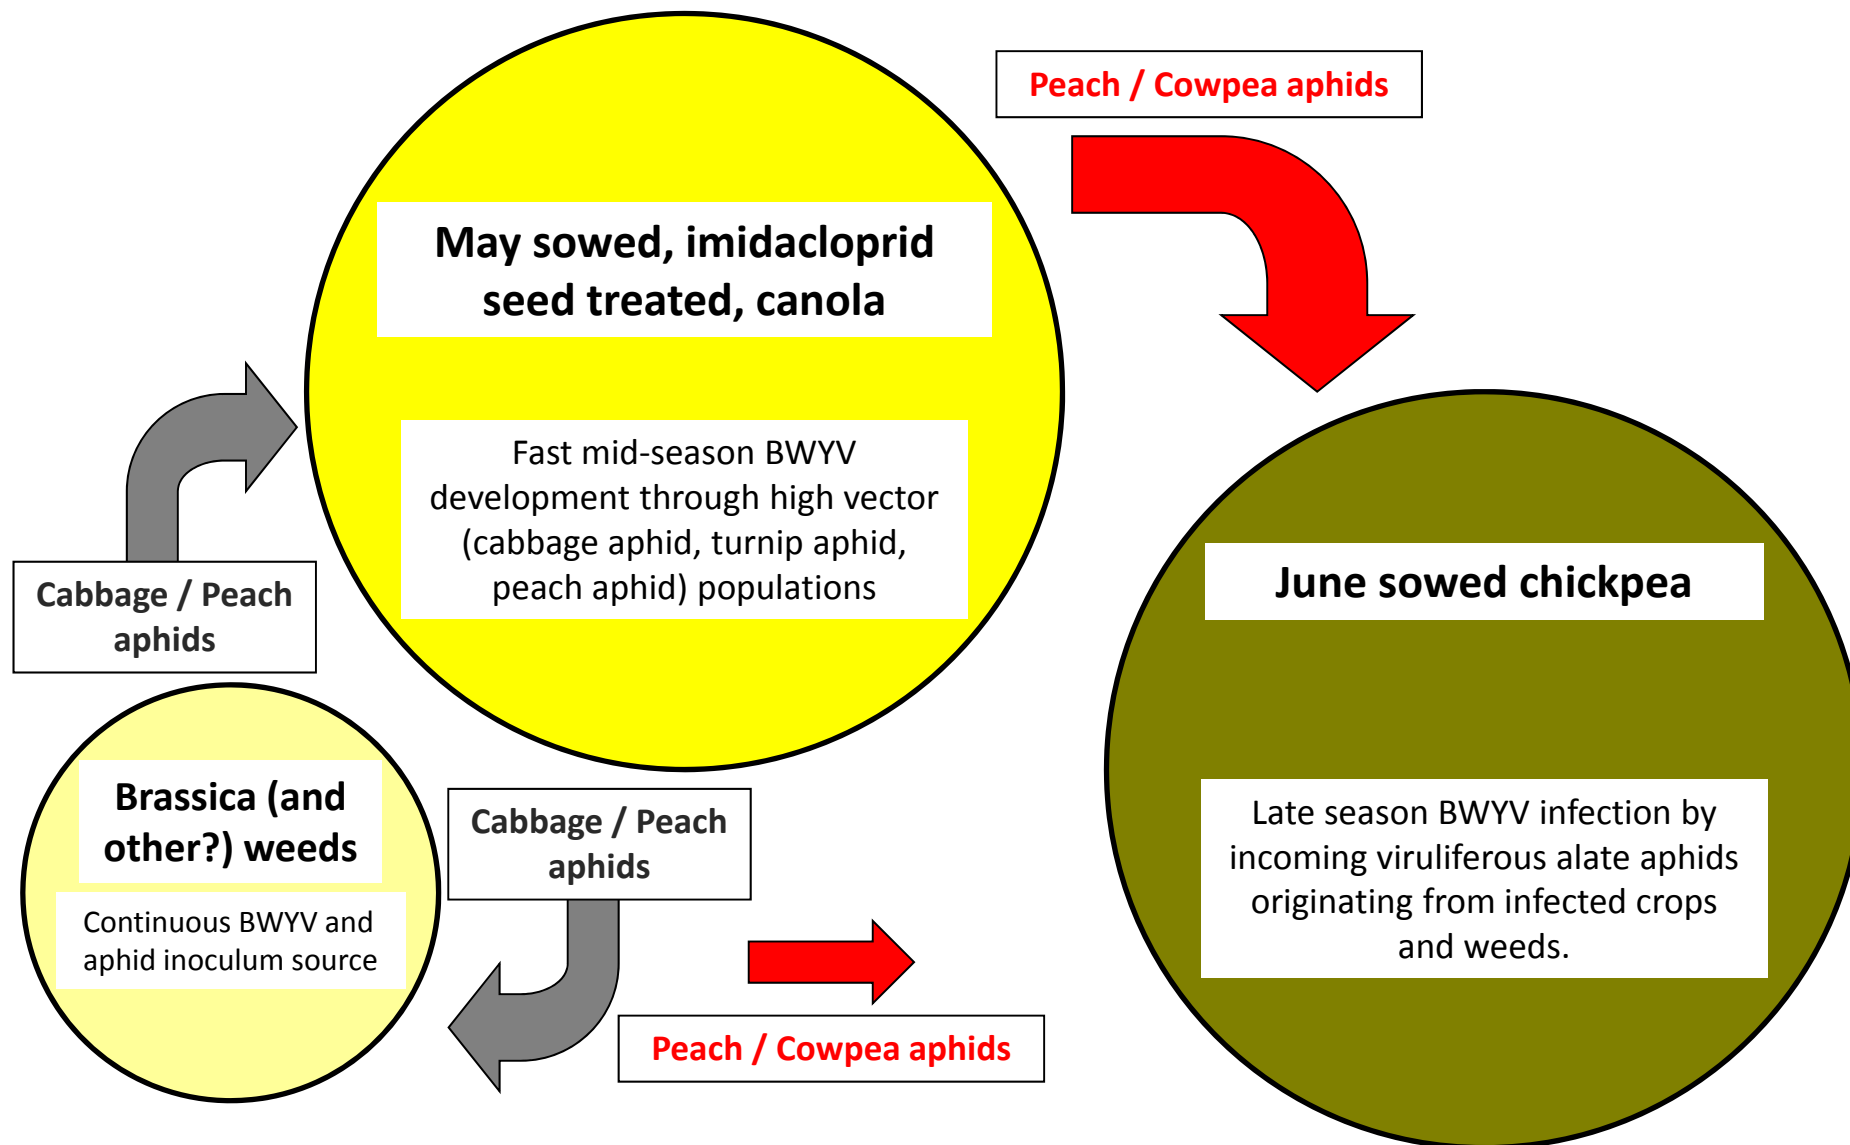 Peach / Cowpea aphids
May sowed, imidacloprid
seed treated, canola
Fast mid-season BWYV
development through high vector
(cabbage aphid, turnip aphid,
peach aphid) populations
Cabbage / Peach
aphids
June sowed chickpea
Late season BWYV infection by
incoming viruliferous alate aphids
originating from infected crops
and weeds.
Brassica (and
other?) weeds
Continuous BWYV and
aphid inoculum source
Cabbage / Peach
aphids
Peach / Cowpea aphids